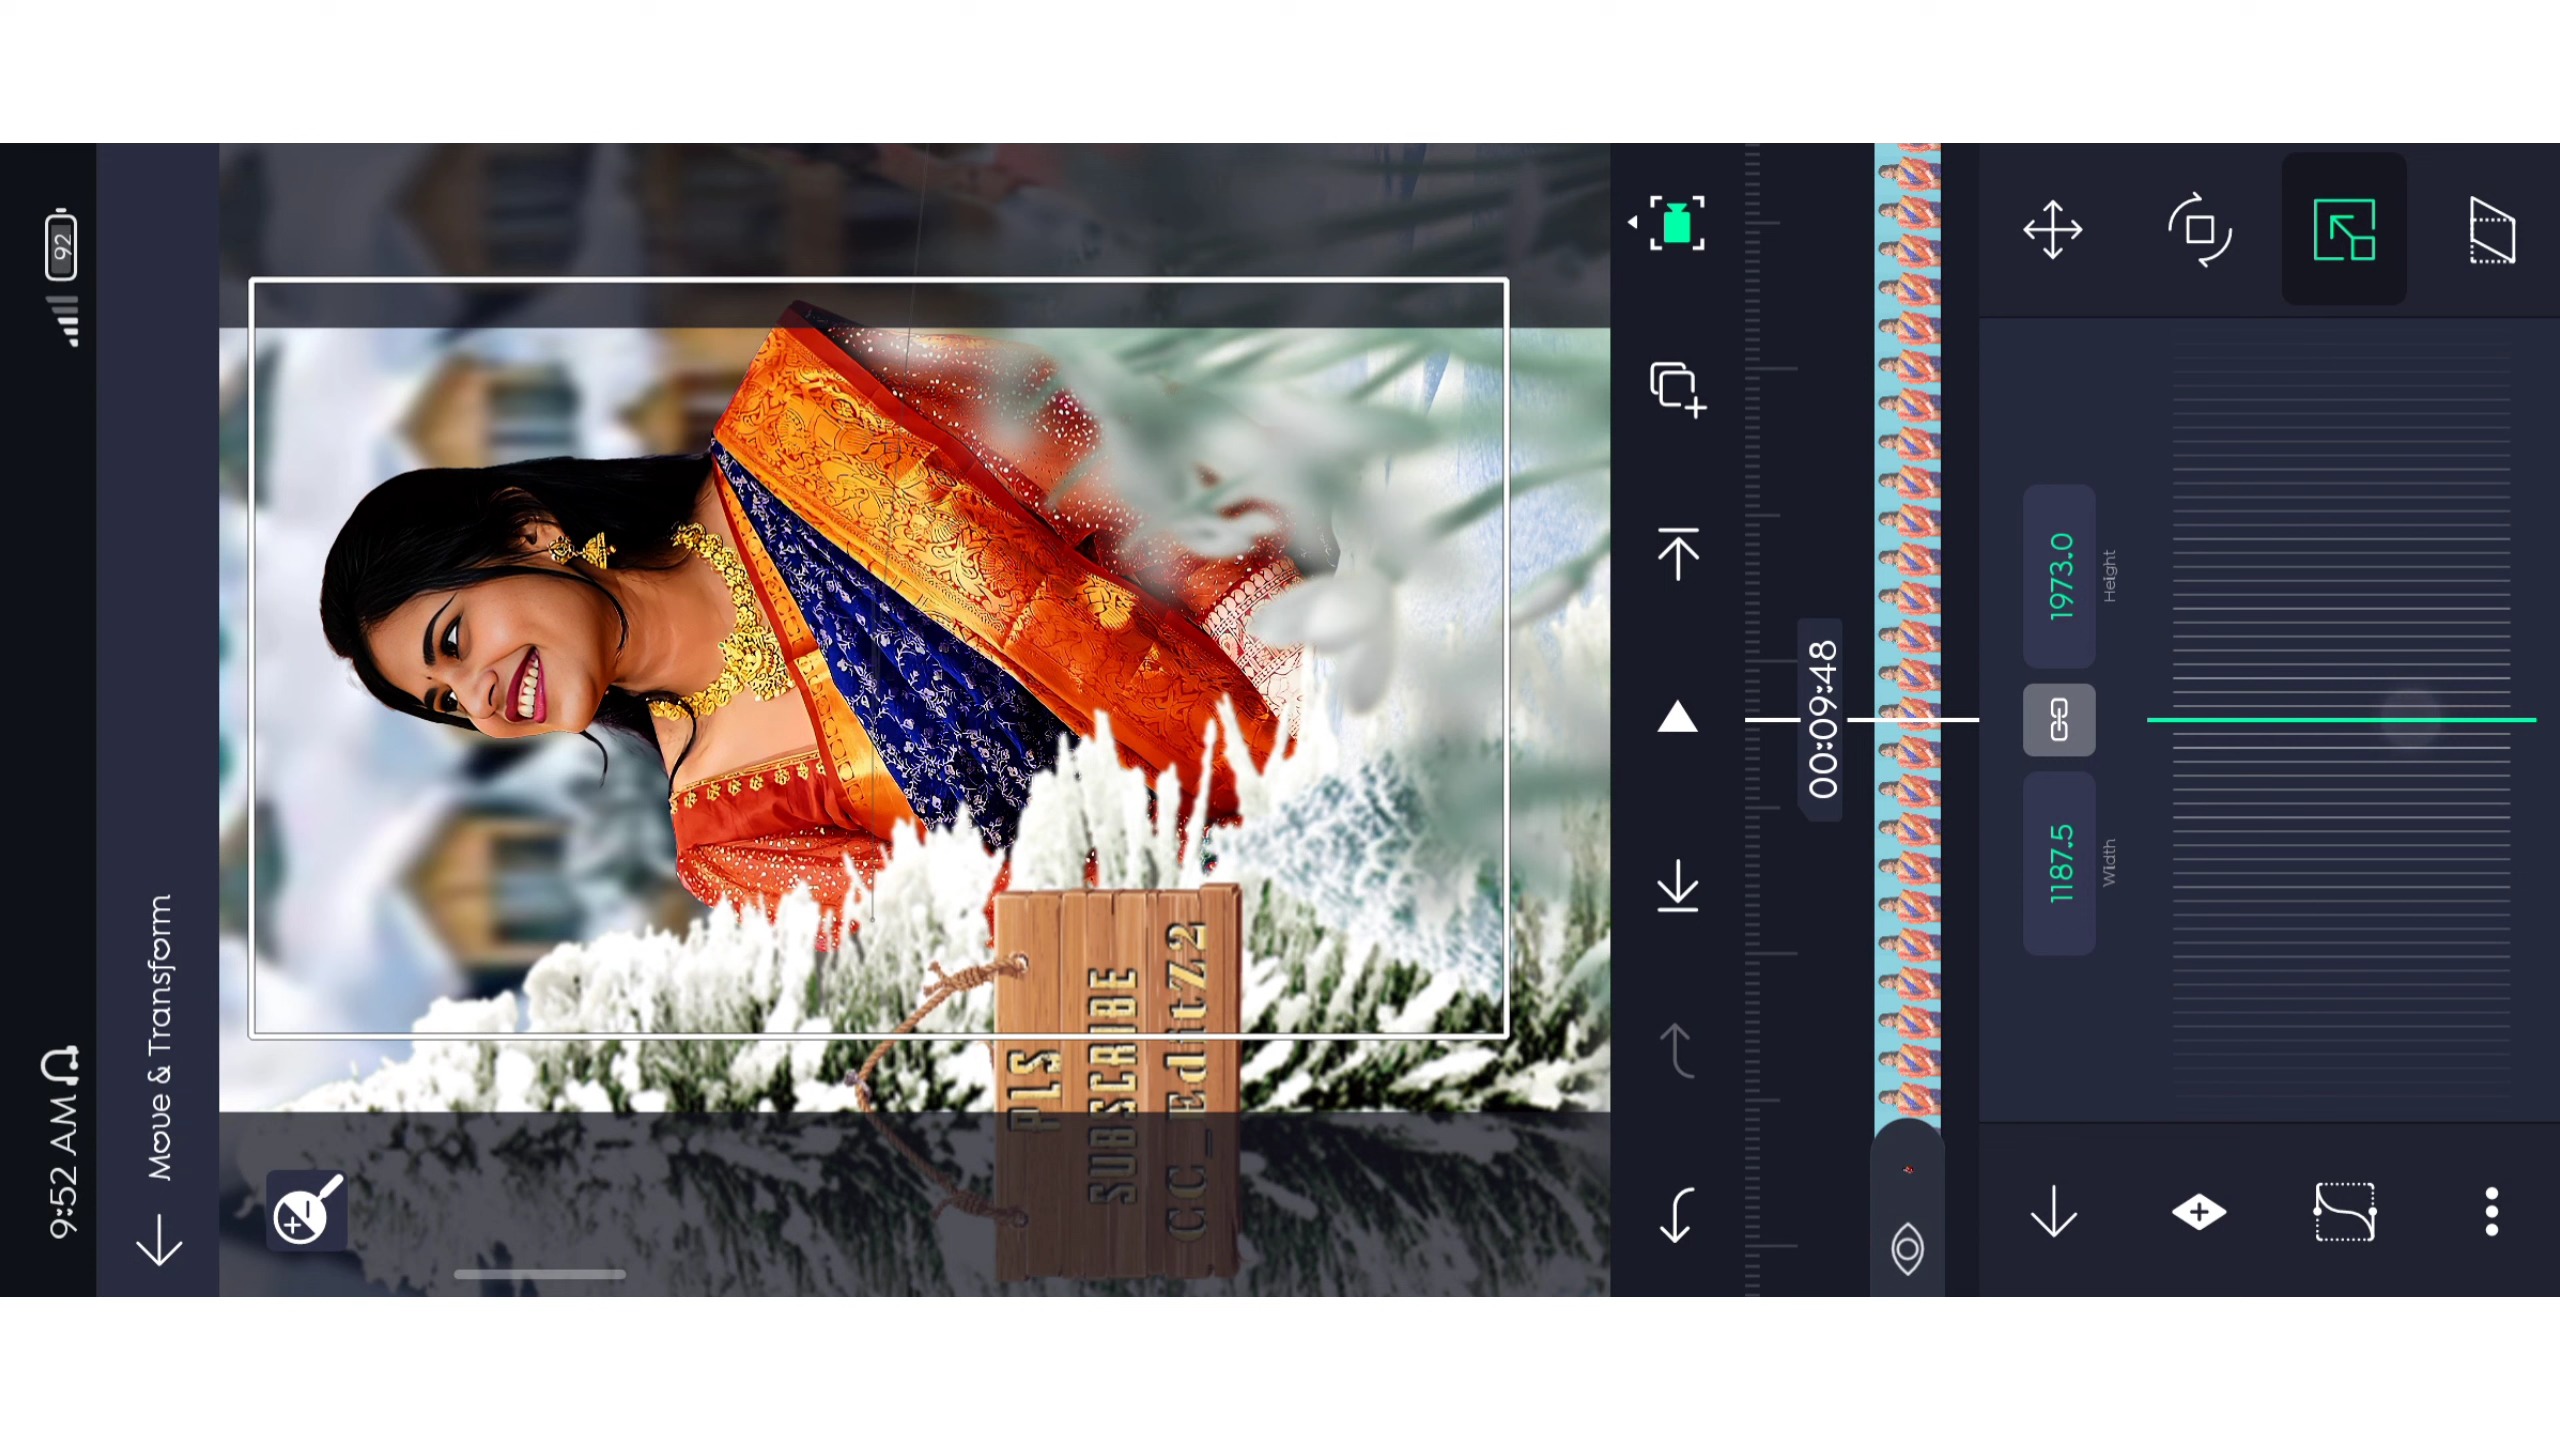 9:52 AM
92
Move & Transform
PLS
SUBSCRIBE
CC_EditZ2
00:09:48
1187.5
Width
1973.0
Height